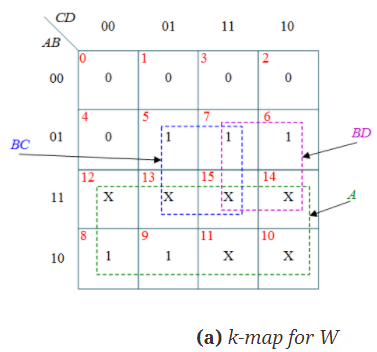 CD
AB
00 01 11 10
0 1 3 2
00 0 0 0 0
4 5 7 6
01 0 1 1 1
BC
BD
12 13 15 14
11 X X X X
A
8 9 11 10
10 1 1 X X
(a) k-map for W